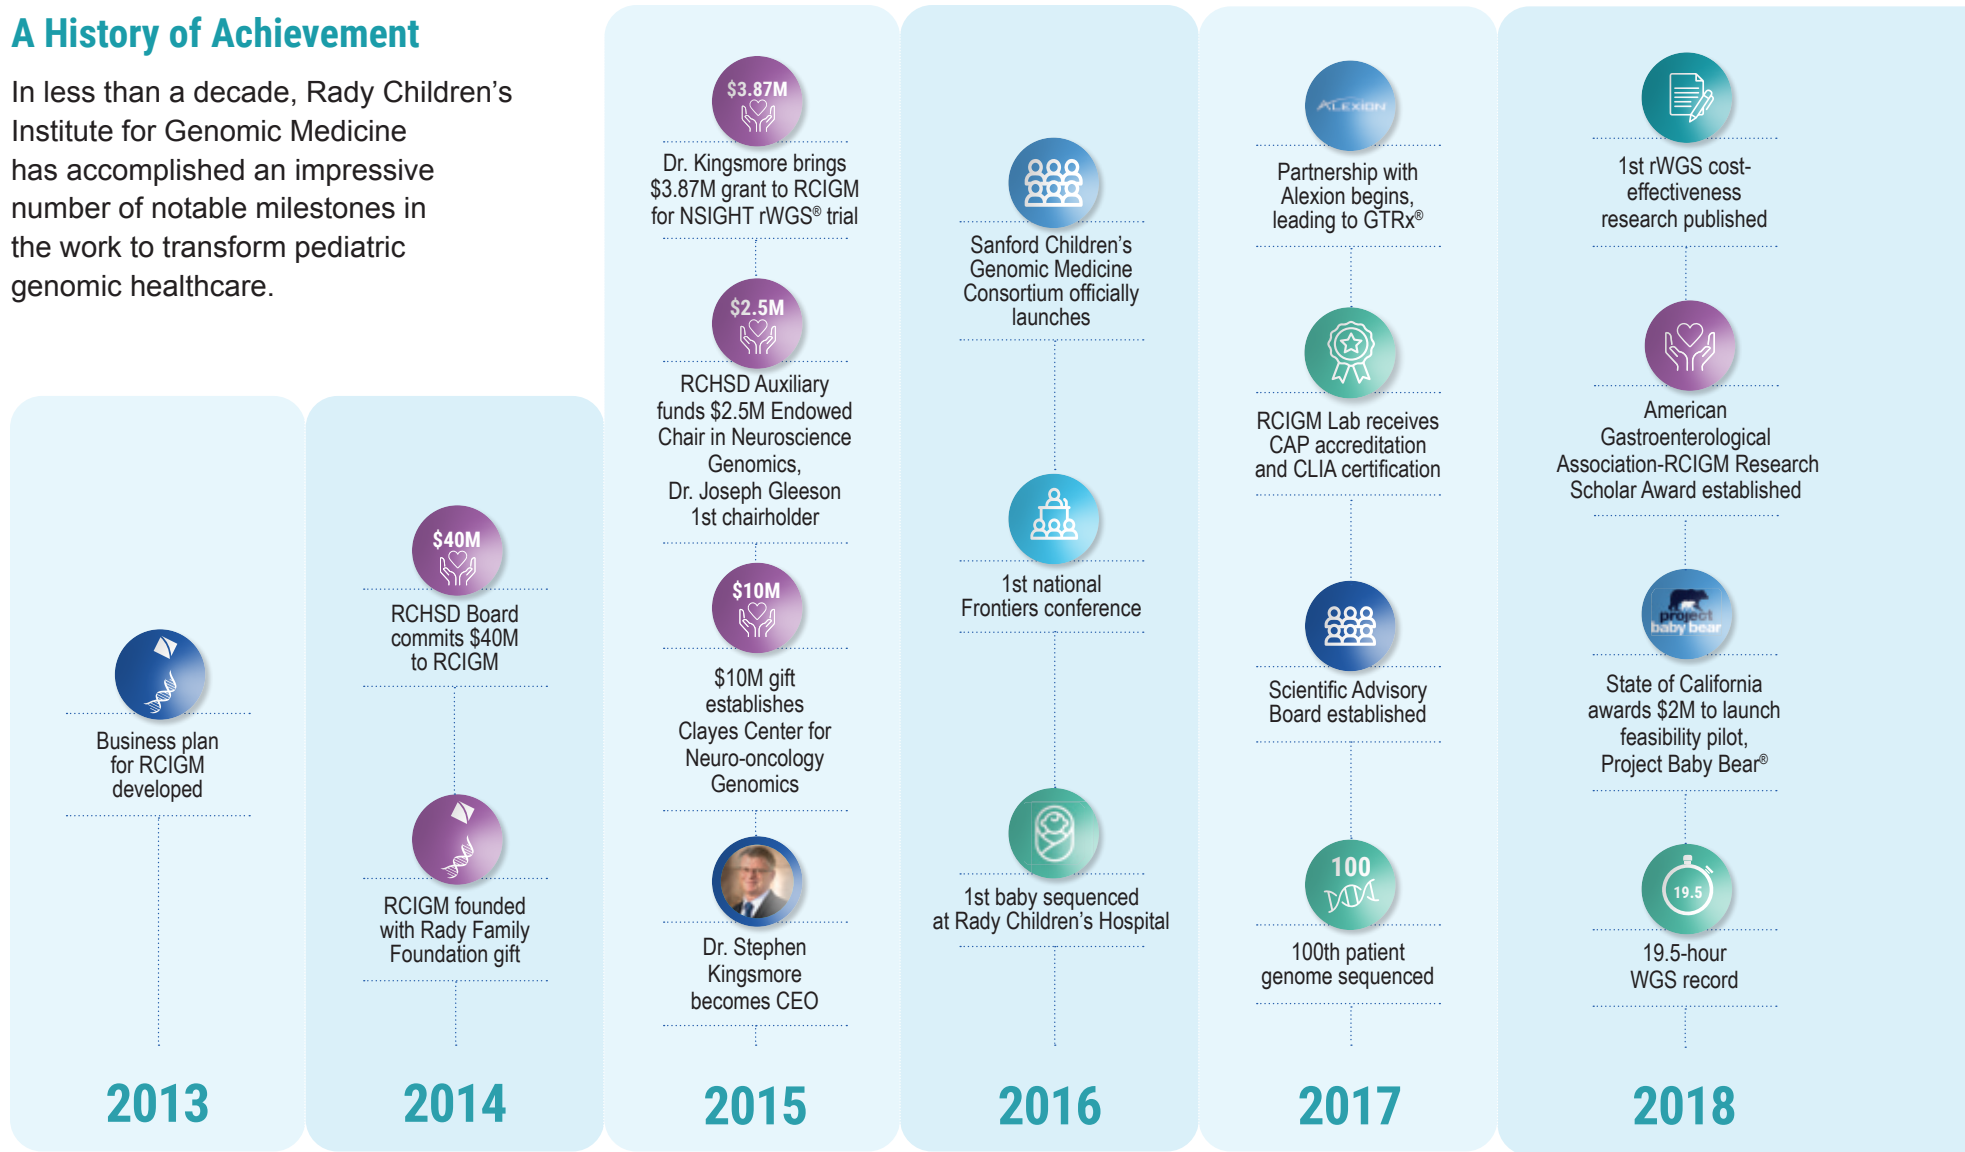 A History of Achievement
In less than a decade, Rady Children’s
Institute for Genomic Medicine
has accomplished an impressive
number of notable milestones in
the work to transform pediatric
genomic healthcare.
Business plan
for RCIGM
developed
2013
$40M
RCHSD Board
commits $40M
to RCIGM
RCIGM founded
with Rady Family
Foundation gift
2014
$3.87M
Dr. Kingsmore brings
$3.87M grant to RCIGM
for NSIGHT rWGS® trial
$2.5M
RCHSD Auxiliary
funds $2.5M Endowed
Chair in Neuroscience
Genomics,
Dr. Joseph Gleeson
1st chairholder
$10M
$10M gift
establishes
Clayes Center for
Neuro-oncology
Genomics
Dr. Stephen
Kingsmore
becomes CEO
2015
Sanford Children’s
Genomic Medicine
Consortium officially
launches
1st national
Frontiers conference
1st baby sequenced
at Rady Children’s Hospital
2016
ALEXION
Partnership with
Alexion begins,
leading to GTRx®
RCIGM Lab receives
CAP accreditation
and CLIA certification
Scientific Advisory
Board established
100
100th patient
genome sequenced
2017
1st rWGS cost-
effectiveness
research published
American
Gastroenterological
Association-RCIGM Research
Scholar Award established
project
baby bear
State of California
awards $2M to launch
feasibility pilot,
Project Baby Bear®
19.5
19.5-hour
WGS record
2018